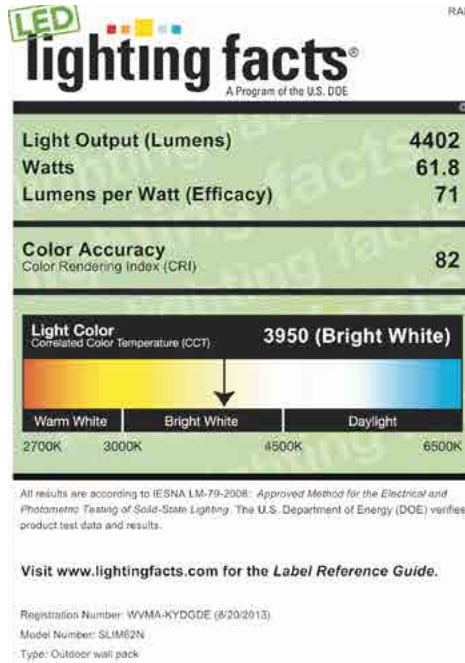 LED
RA
lighting facts®
A Program of the U.S. DOE
Light Output (Lumens) 4402
Watts 61.8
Lumens per Watt (Efficacy) 71
Color Accuracy 82
Color Rendering Index (CRI)
Light Color 3950 (Bright White)
Correlated Color Temperature (CCT)
Warm White Bright White Daylight
2700K 3000K 4500K 6500K
All results are according to IESNA LM-79-2008: Approved Method for the Electrical and
Photometric Testing of Solid-State Lighting. The U.S. Department of Energy (DOE) verifies
product test data and results.
Visit www.lightingfacts.com for the Label Reference Guide.
Registration Number: WVMA-KYDGDE (8/20/2013)
Model Number: SLIM62N
Type: Outdoor wall pack